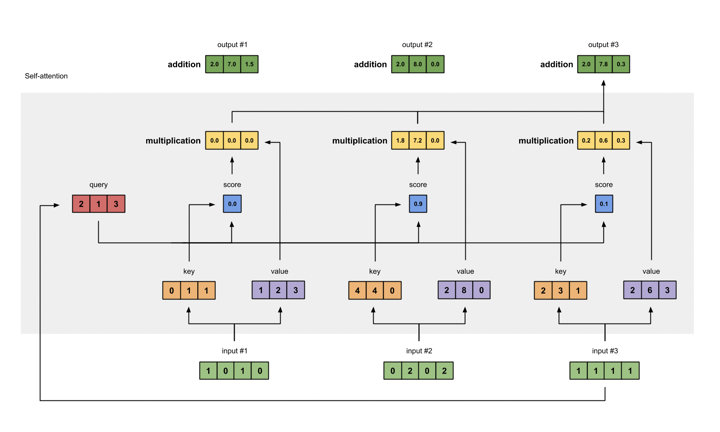 output #1 output #2 output #3
addition 2.0 7.0 1.5 addition 2.0 8.0 0.0 addition 2.0 7.8 0.3
Self-attention
multiplication 0.0 0.0 0.0 multiplication 1.8 7.2 0.0 multiplication 0.2 0.6 0.3
query score score score
2 1 3 0.0 0.9 0.1
key value key value key value
0 1 1 1 2 3 4 4 0 2 8 0 2 3 1 2 6 3
input #1 input #2 input #3
1 0 1 0 0 2 0 2 1 1 1 1